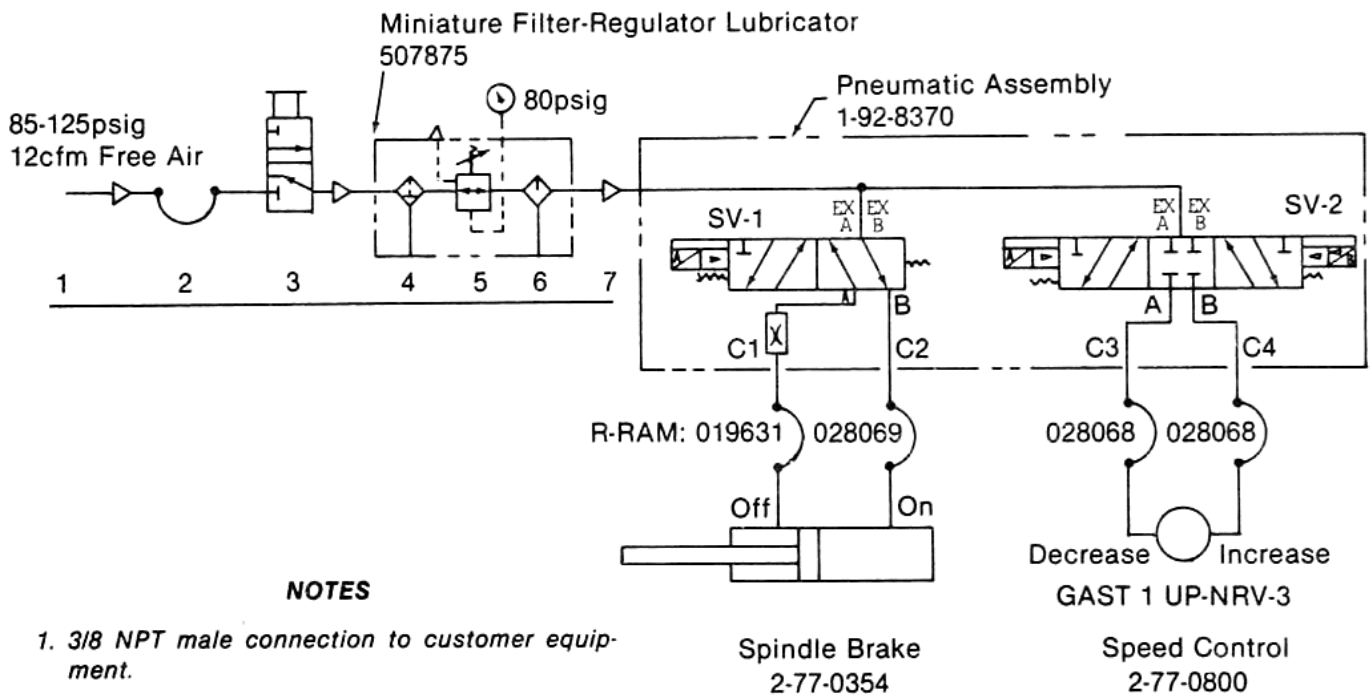 Miniature Filter-Regulator Lubricator
507875
80psig
Pneumatic Assembly
1-92-8370
85-125psig
12cfm Free Air
SV-1
EX EX
A B
EX EX
A B
SV-2
1 2 3 4 5 6 7
A B
A B
C1 C2
C3 C4
R-RAM: 019631 028069
028068 028068
Off On
Decrease Increase
GAST 1 UP-NRV-3
NOTES
1. 3/8 NPT male connection to customer equip-
ment.
Spindle Brake
2-77-0354
Speed Control
2-77-0800